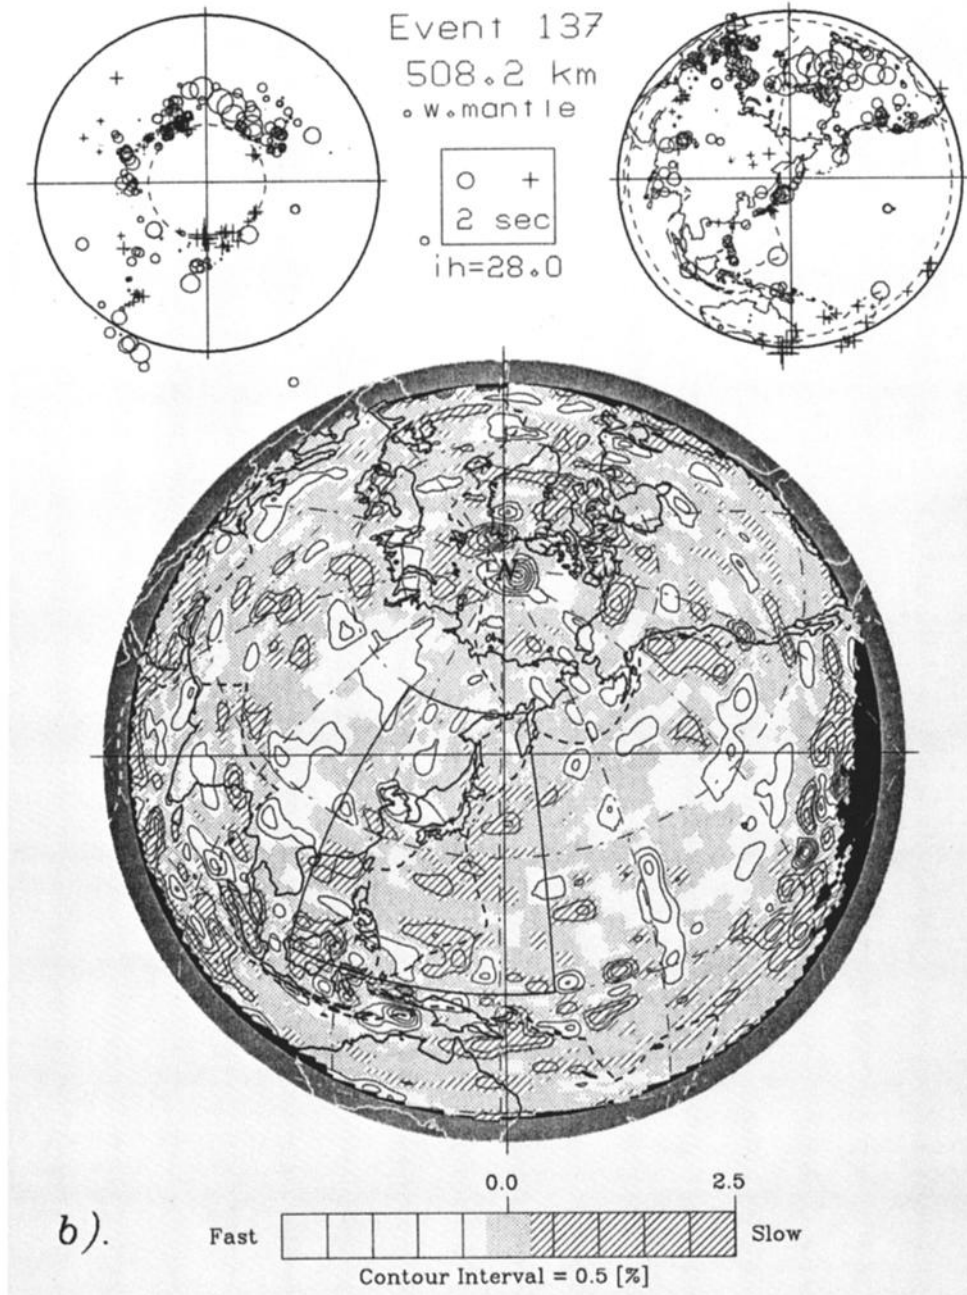 Event 137
508.2 km
w.mantle
2 sec
ih=28.0
N
0.0 2.5
b).
Fast Slow
Contour Interval = 0.5 [%]